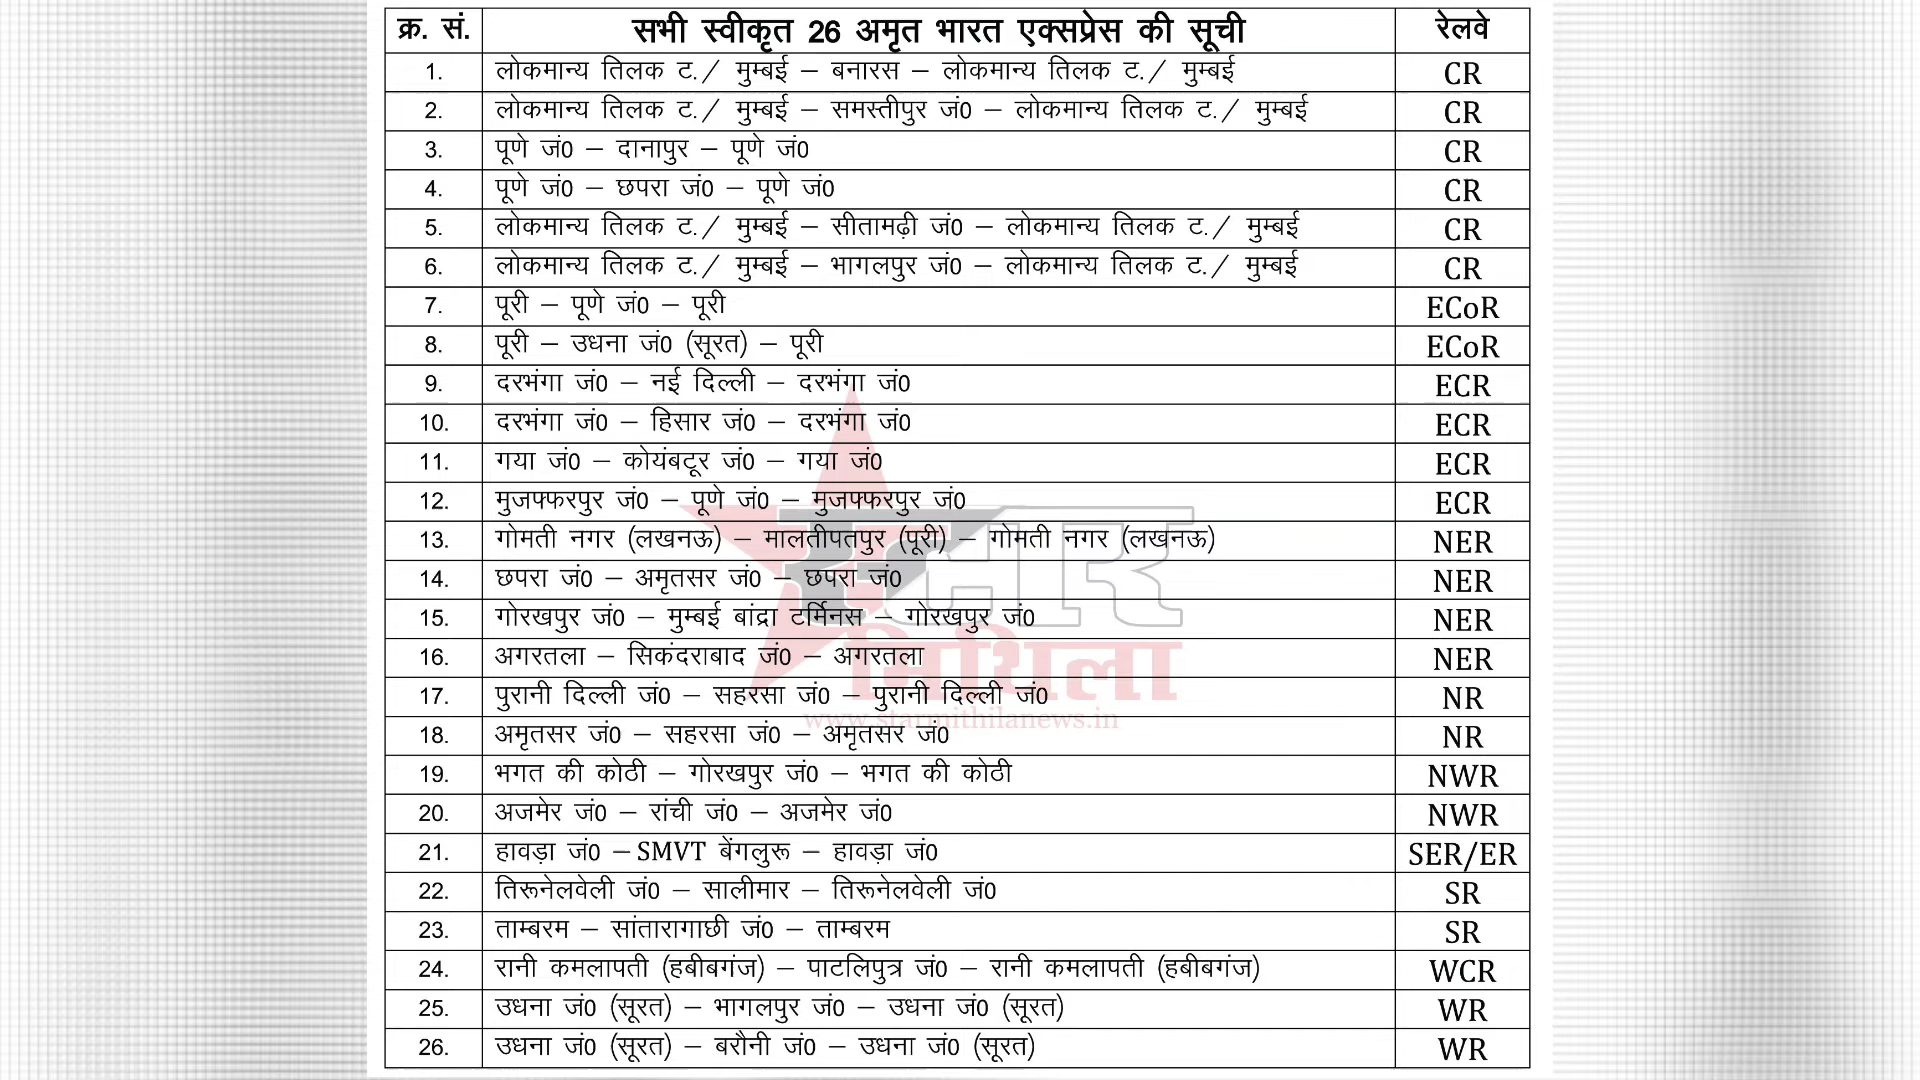 क्र. सं. सभी स्वीकृत 26 अमृत भारत एक्सप्रेस की सूची रेलवे
1. लोकमान्य तिलक ट./ मुम्बई – बनारस – लोकमान्य तिलक ट./ मुम्बई CR
2. लोकमान्य तिलक ट./ मुम्बई – समस्तीपुर जं0 – लोकमान्य तिलक ट./ मुम्बई CR
3. पूणे जं0 – दानापुर – पूणे जं0 CR
4. पूणे जं0 – छपरा जं0 – पूणे जं0 CR
5. लोकमान्य तिलक ट./ मुम्बई – सीतामढ़ी जं0 – लोकमान्य तिलक ट./ मुम्बई CR
6. लोकमान्य तिलक ट./ मुम्बई – भागलपुर जं0 – लोकमान्य तिलक ट./ मुम्बई CR
7. पूरी – पूणे जं0 – पूरी ECoR
8. पूरी – उधना जं0 (सूरत) – पूरी ECoR
9. दरभंगा जं0 – नई दिल्ली – दरभंगा जं0 ECR
10. दरभंगा जं0 – हिसार जं0 – दरभंगा जं0 ECR
11. गया जं0 – कोयंबटूर जं0 – गया जं0 ECR
12. मुजफ्फरपुर जं0 – पूणे जं0 – मुजफ्फरपुर जं0 ECR
13. गोमती नगर (लखनऊ) – मालतीपतपुर (पूरी) – गोमती नगर (लखनऊ) NER
14. छपरा जं0 – अमृतसर जं0 – छपरा जं0 NER
15. गोरखपुर जं0 – मुम्बई बांद्रा टर्मिनस – गोरखपुर जं0 NER
16. अगरतला – सिकंदराबाद जं0 – अगरतला NER
17. पुरानी दिल्ली जं0 – सहरसा जं0 – पुरानी दिल्ली जं0 NR
18. अमृतसर जं0 – सहरसा जं0 – अमृतसर जं0 NR
19. भगत की कोठी – गोरखपुर जं0 – भगत की कोठी NWR
20. अजमेर जं0 – रांची जं0 – अजमेर जं0 NWR
21. हावड़ा जं0 – SMVT बेंगलुरू – हावड़ा जं0 SER/ER
22. तिरूनेलवेली जं0 – सालीमार – तिरूनेलवेली जं0 SR
23. ताम्बरम – सांतारागाछी जं0 – ताम्बरम SR
24. रानी कमलापती (हबीबगंज) – पाटलिपुत्र जं0 – रानी कमलापती (हबीबगंज) WCR
25. उधना जं0 (सूरत) – भागलपुर जं0 – उधना जं0 (सूरत) WR
26. उधना जं0 (सूरत) – बरौनी जं0 – उधना जं0 (सूरत) WR
स्टार
मिथिला
www.starmithilanews.in